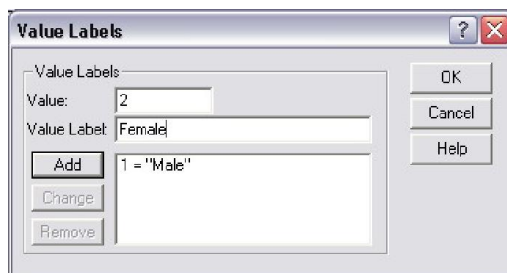 Value Labels
?
Value Labels
Value: 2
Value Label: Female
Add
1 = "Male"
Change
Remove
OK
Cancel
Help